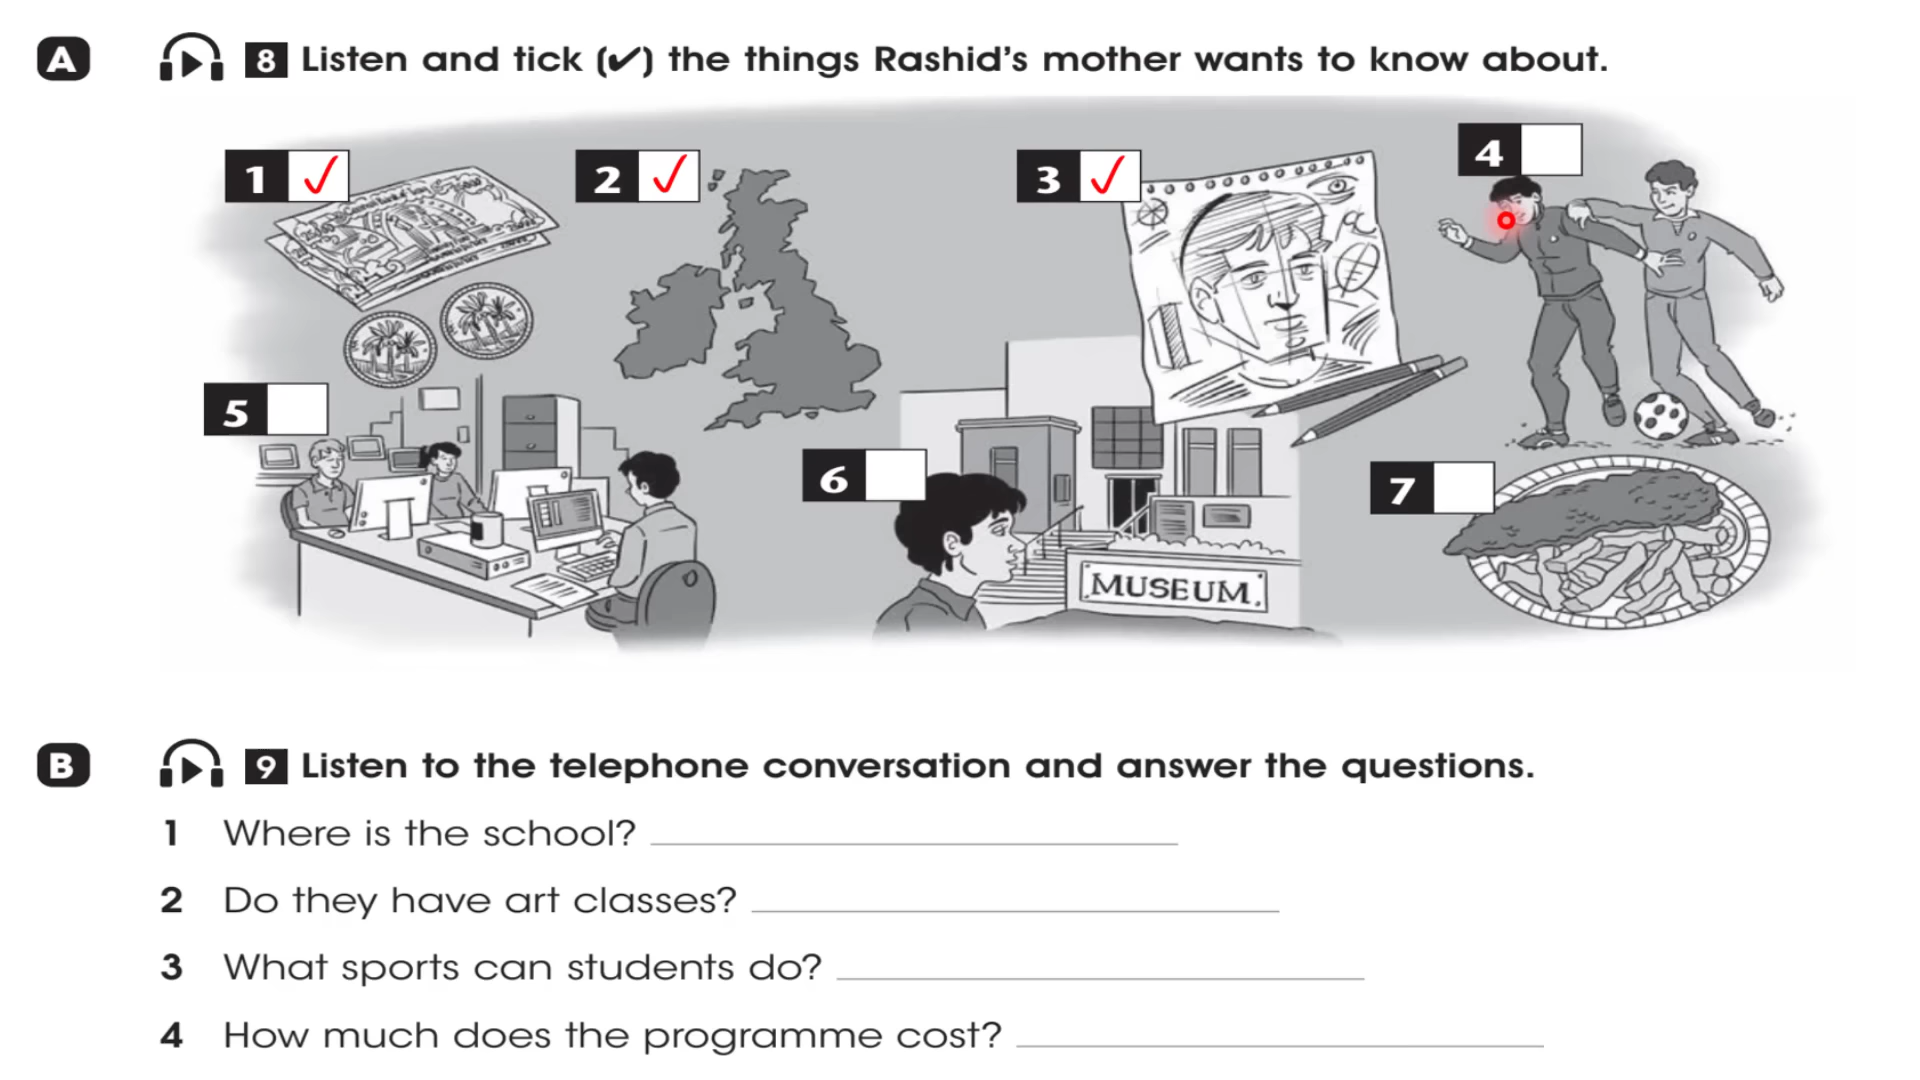 A 8 Listen and tick (✔) the things Rashid's mother wants to know about.
1 ✓
2 ✓
3 ✓
4
5
6
7
MUSEUM
B 9 Listen to the telephone conversation and answer the questions.
1 Where is the school?
2 Do they have art classes?
3 What sports can students do?
4 How much does the programme cost?